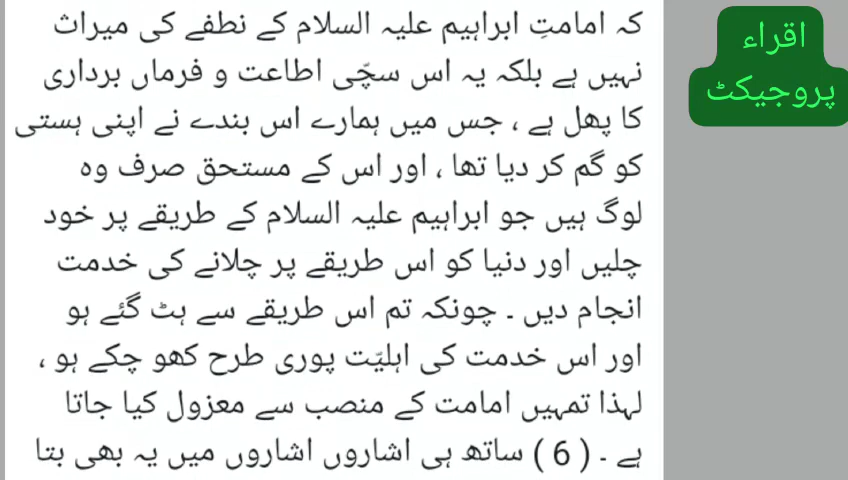 کہ امامتِ ابراہیم علیہ السلام کے نطفے کی میراث
نہیں ہے بلکہ یہ اس سچّی اطاعت و فرماں برداری
کا پھل ہے ، جس میں ہمارے اس بندے نے اپنی ہستی
کو گم کر دیا تھا ، اور اس کے مستحق صرف وہ
لوگ ہیں جو ابراہیم علیہ السلام کے طریقے پر خود
چلیں اور دنیا کو اس طریقے پر چلانے کی خدمت
انجام دیں ۔ چونکہ تم اس طریقے سے ہٹ گئے ہو
اور اس خدمت کی اہلیّت پوری طرح کھو چکے ہو ،
لہذا تمہیں امامت کے منصب سے معزول کیا جاتا
ہے ۔ ( 6 ) ساتھ ہی اشاروں اشاروں میں یہ بھی بتا
اقراء
پروجیکٹ